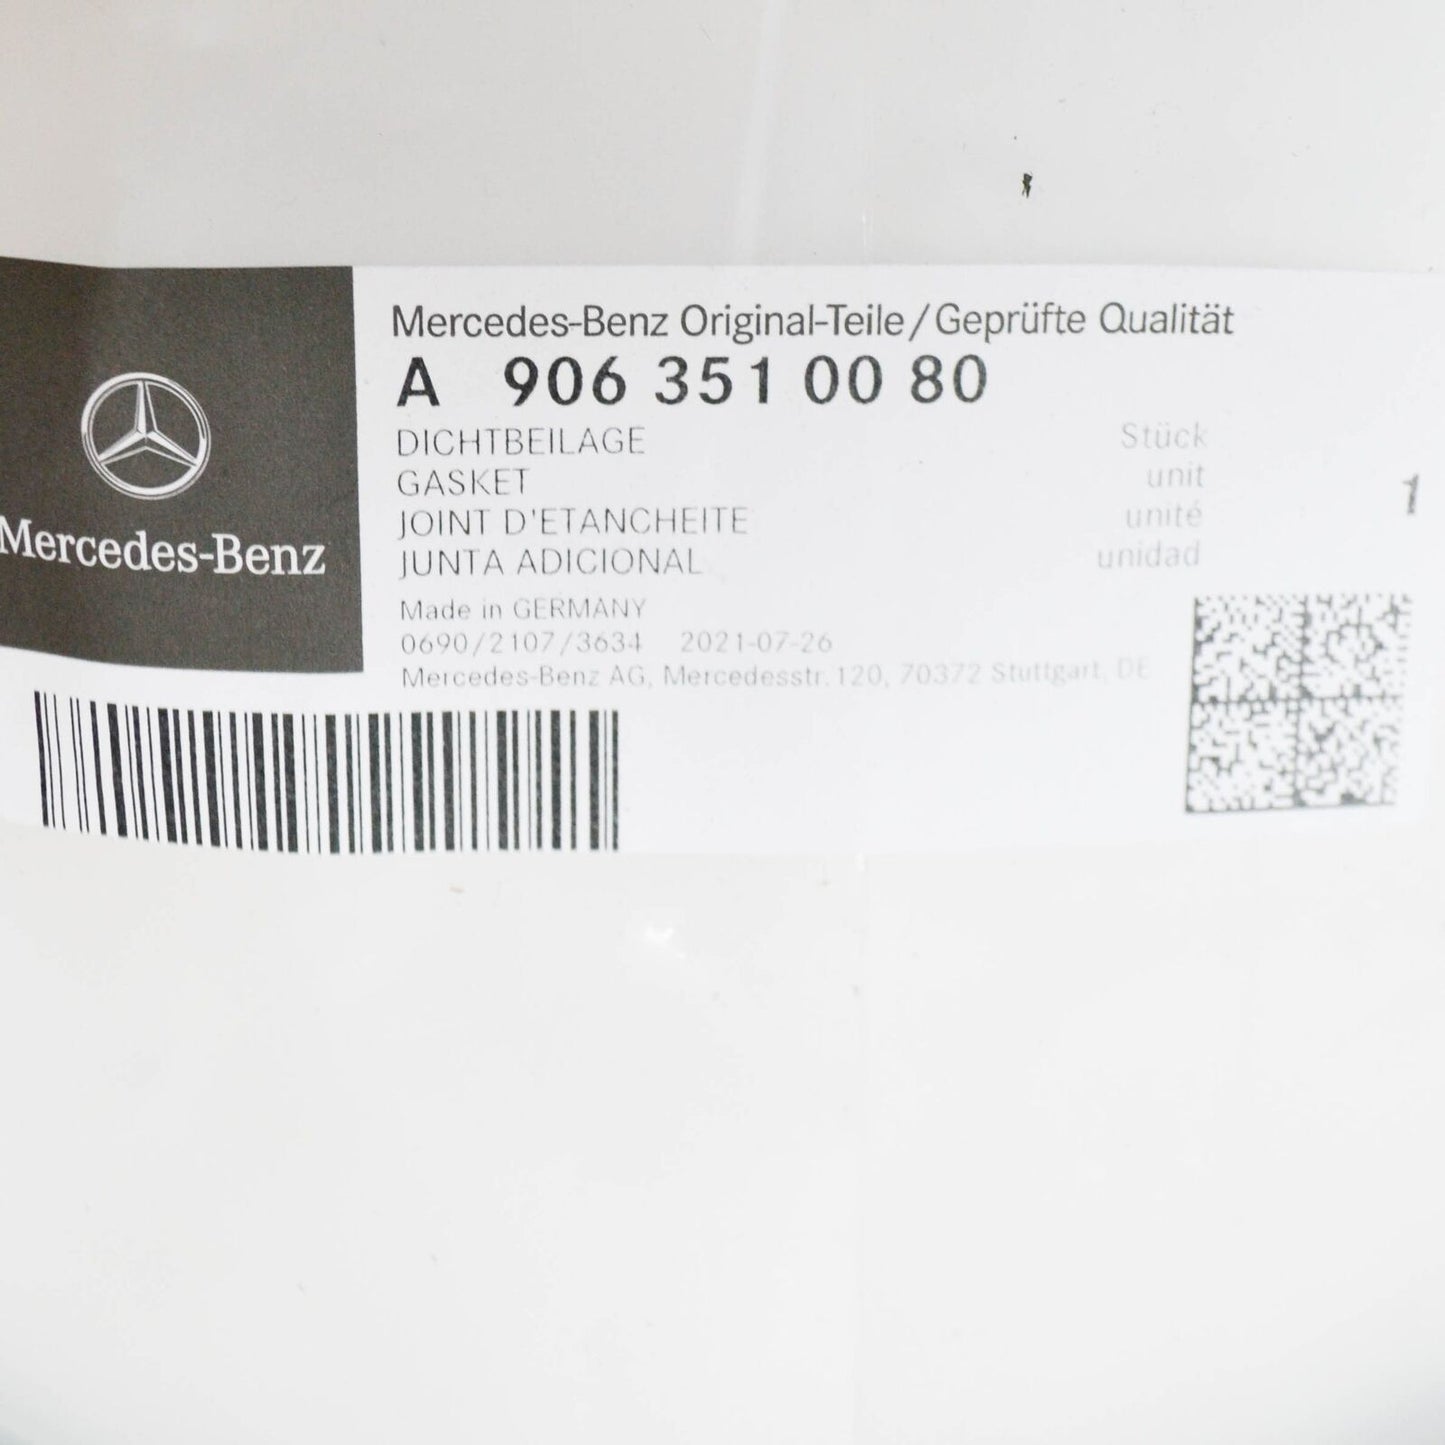 Mercedes-Benz
Mercedes-Benz Original-Teile/Geprüfte Qualität
A 906 351 00 80
DICHTBEILAGE Stück
GASKET unit 1
JOINT D'ETANCHEITE unité
JUNTA ADICIONAL unidad
Made in GERMANY
0690/2107/3634 2021-07-26
Mercedes-Benz AG, Mercedesstr. 120, 70372 Stuttgart, DE